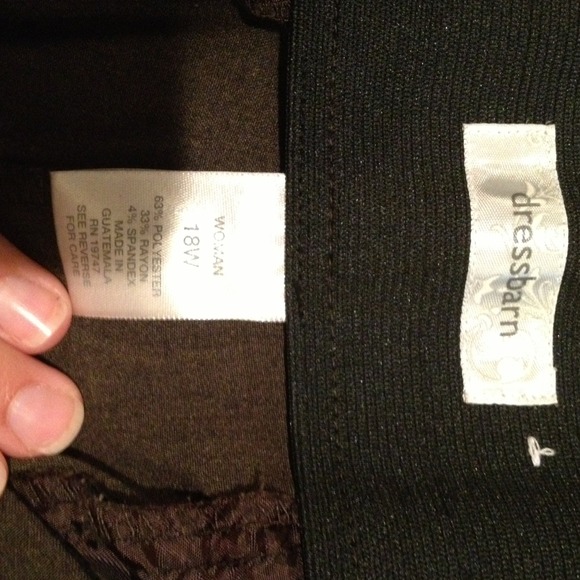 dressbarn
WOMAN
18W
63% POLYESTER
33% RAYON
4% SPANDEX
MADE IN
GUATEMALA
RN 19747
SEE REVERSE
FOR CARE